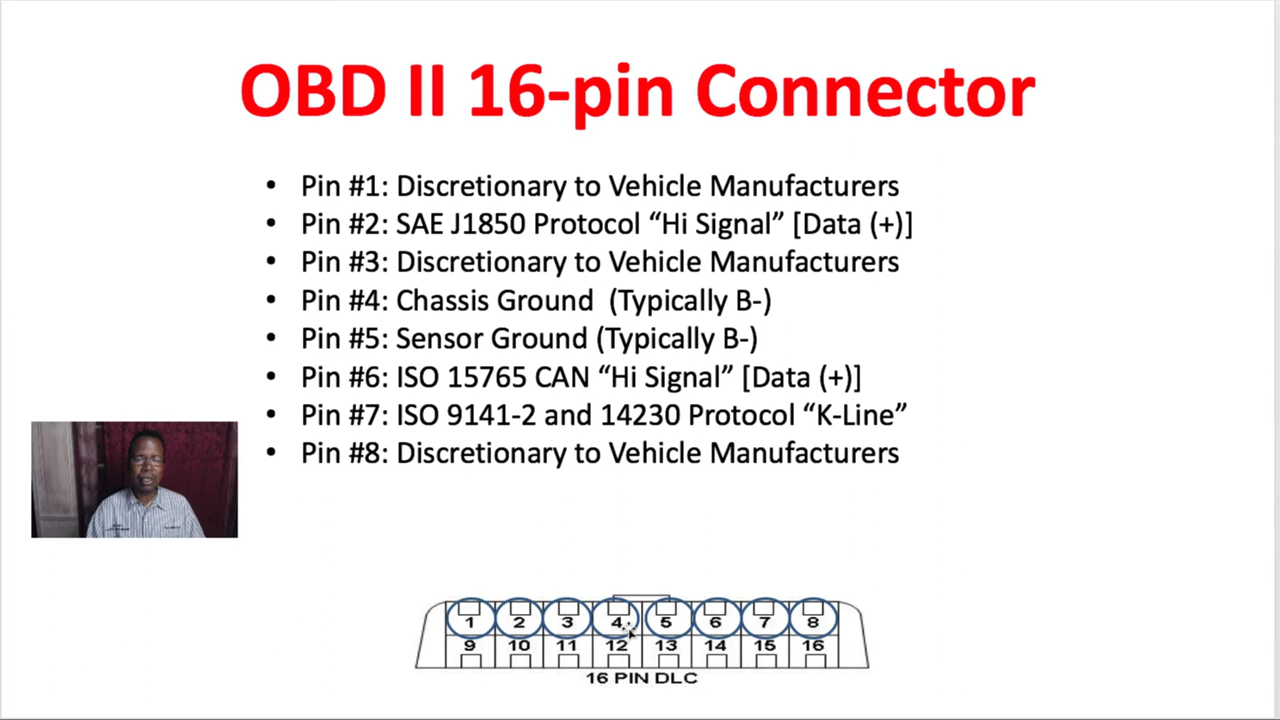 OBD II 16-pin Connector
• Pin #1: Discretionary to Vehicle Manufacturers
• Pin #2: SAE J1850 Protocol “Hi Signal” [Data (+)]
• Pin #3: Discretionary to Vehicle Manufacturers
• Pin #4: Chassis Ground  (Typically B-)
• Pin #5: Sensor Ground (Typically B-)
• Pin #6: ISO 15765 CAN “Hi Signal” [Data (+)]
• Pin #7: ISO 9141-2 and 14230 Protocol “K-Line”
• Pin #8: Discretionary to Vehicle Manufacturers
1 2 3 4 5 6 7 8
9 10 11 12 13 14 15 16
16 PIN DLC